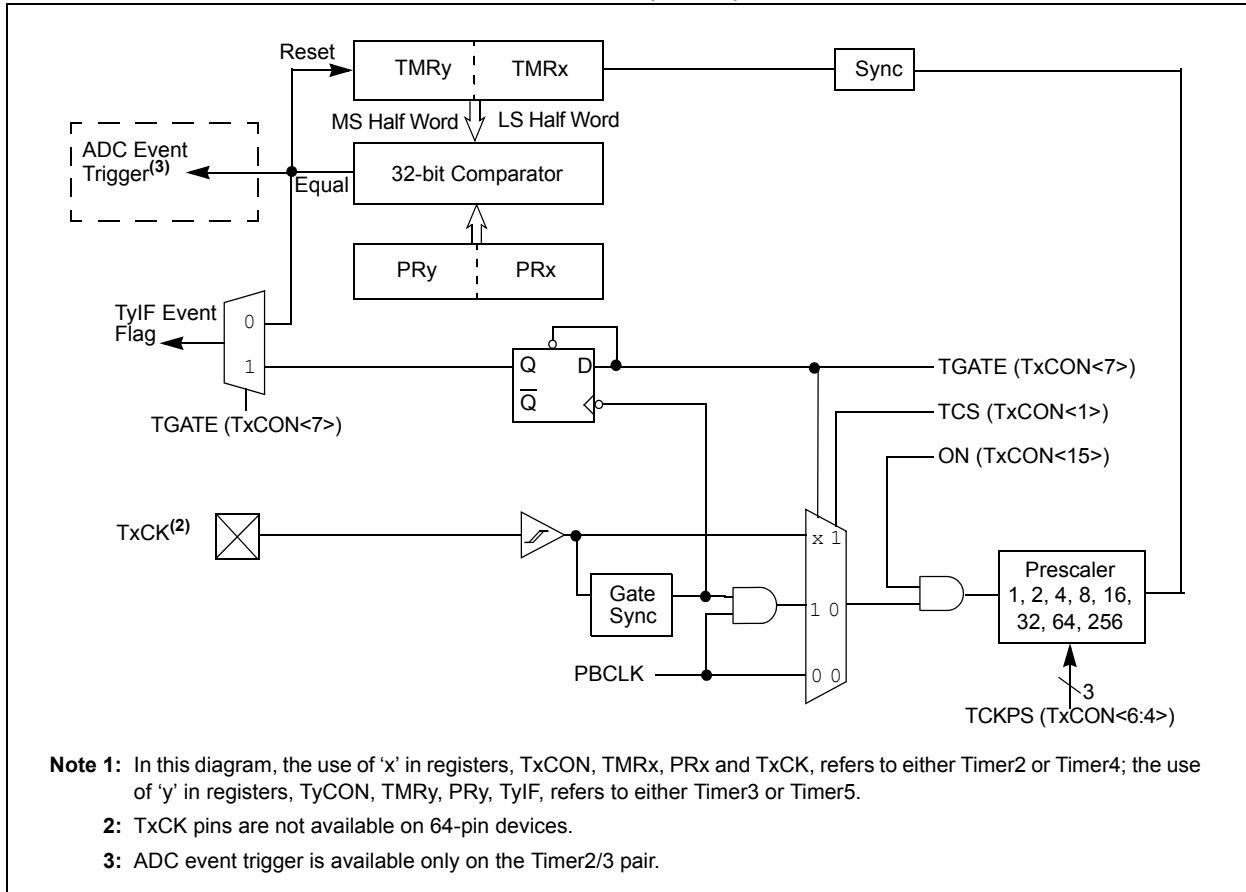 Reset
TMRy TMRx
Sync
MS Half Word LS Half Word
ADC Event
Trigger(3)
Equal
32-bit Comparator
PRy PRx
TyIF Event
Flag
0
1
TGATE (TxCON<7>)
Q D
Q
TGATE (TxCON<7>)
TCS (TxCON<1>)
ON (TxCON<15>)
TxCK(2)
x 1
Gate
Sync
1 0
PBCLK
0 0
Prescaler
1, 2, 4, 8, 16,
32, 64, 256
3
TCKPS (TxCON<6:4>)
Note 1: In this diagram, the use of ‘x’ in registers, TxCON, TMRx, PRx and TxCK, refers to either Timer2 or Timer4; the use
of ‘y’ in registers, TyCON, TMRy, PRy, TyIF, refers to either Timer3 or Timer5.
2: TxCK pins are not available on 64-pin devices.
3: ADC event trigger is available only on the Timer2/3 pair.